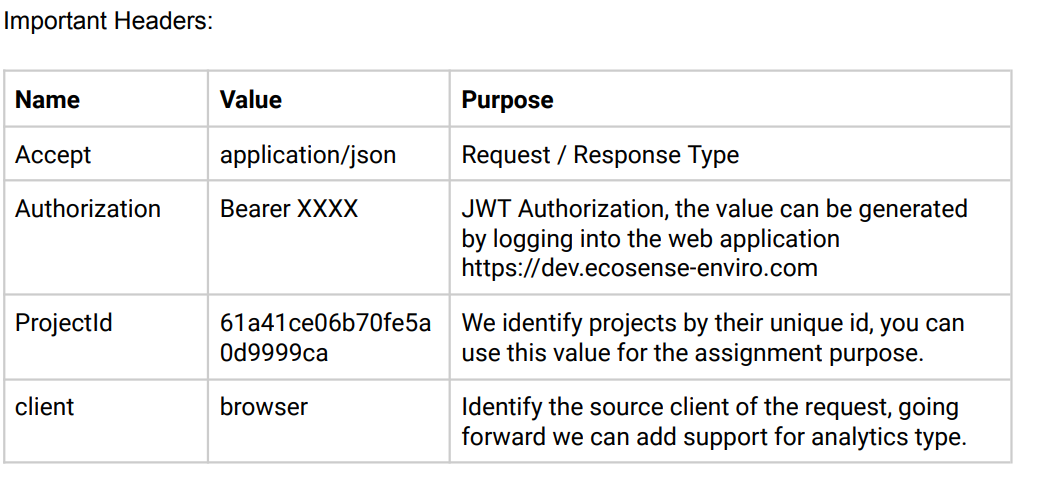 Important Headers:
Name Value Purpose
Accept application/json Request / Response Type
Authorization Bearer XXXX JWT Authorization, the value can be generated
by logging into the web application
https://dev.ecosense-enviro.com
ProjectId 61a41ce06b70fe5a We identify projects by their unique id, you can
0d9999ca use this value for the assignment purpose.
client browser Identify the source client of the request, going
forward we can add support for analytics type.